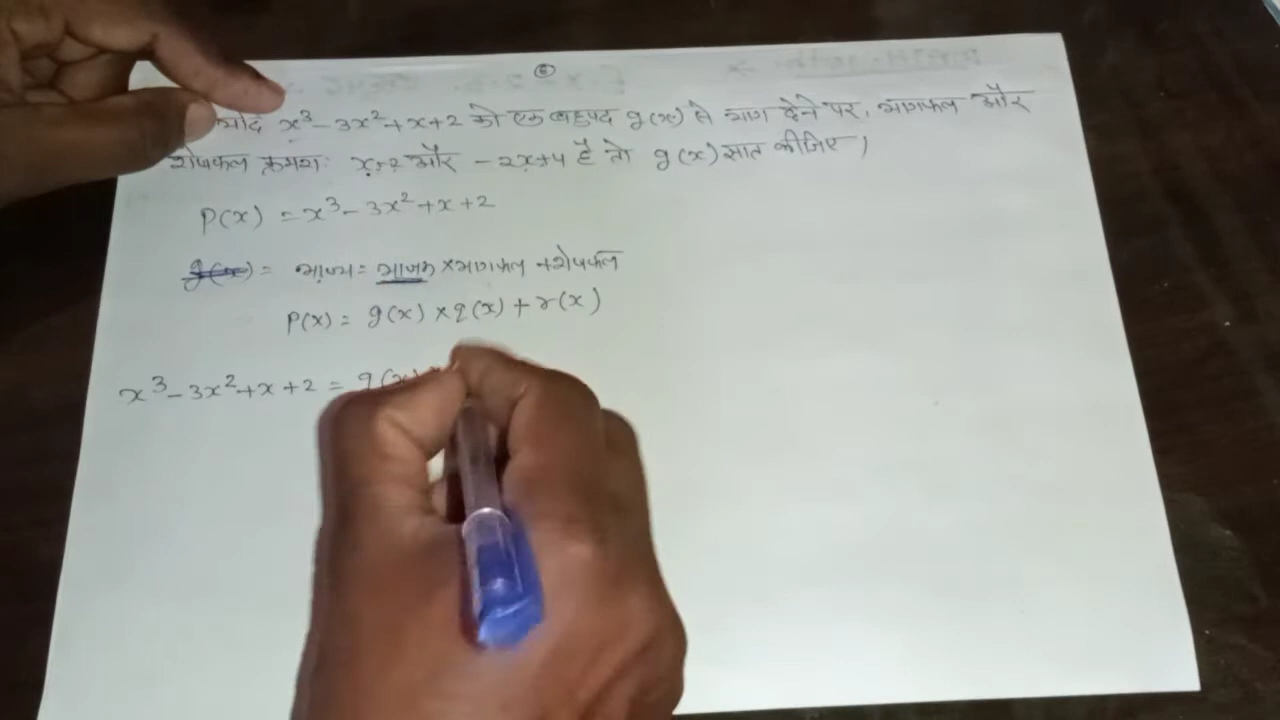 6
यदि x³ - 3x² + x + 2 को एक बहुपद g(x) से भाग देने पर, भागफल और
शेषफल क्रमशः x-2 और -2x+4 है तो g(x) ज्ञात कीजिए।
P(x) = x³ - 3x² + x + 2
g(x) = भाज्य = भाजक × भागफल + शेषफल
P(x) = g(x) × q(x) + r(x)
x³ - 3x² + x + 2 = g(x)